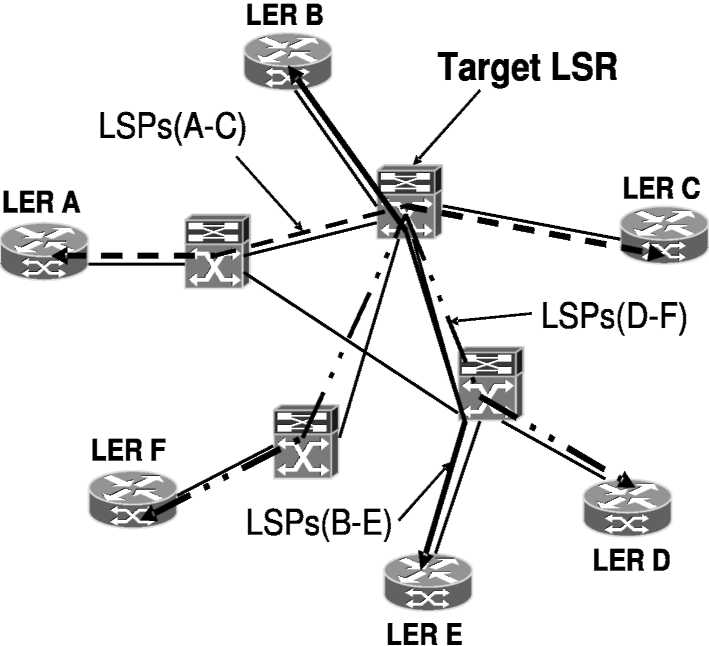 LER B
Target LSR
LSPs(A-C)
LER A
LER C
LSPs(D-F)
LER F
LSPs(B-E)
LER D
LER E